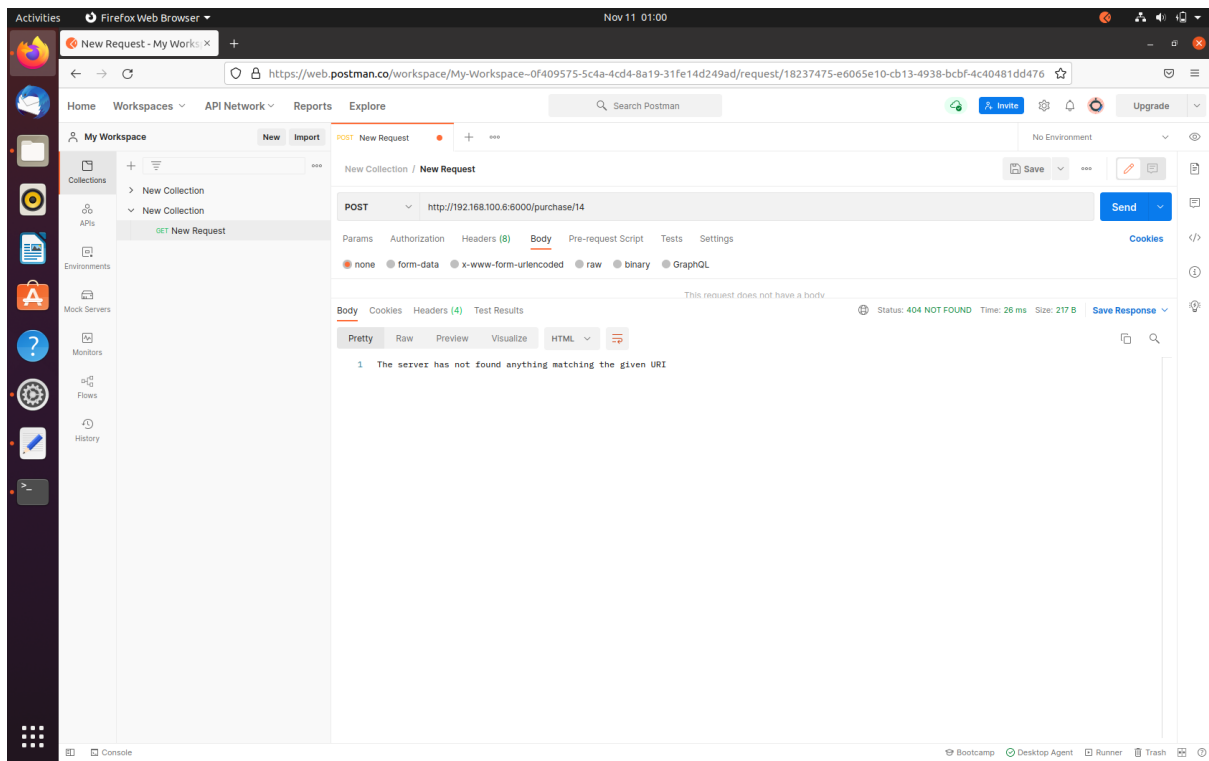 Activities Firefox Web Browser Nov 11 01:00
New Request - My Works
https://web.postman.co/workspace/My-Workspace~0f409575-5c4a-4cd4-8a19-31fe14d249ad/request/18237475-e6065e10-cb13-4938-bcbf-4c40481dd476
Home Workspaces API Network Reports Explore Search Postman Invite Upgrade
My Workspace New Import POST New Request No Environment
Collections
New Collection / New Request Save
New Collection
APIs
New Collection
POST http://192.168.100.6:6000/purchase/14 Send
GET New Request
Params Authorization Headers (8) Body Pre-request Script Tests Settings Cookies
Environments
none form-data x-www-form-urlencoded raw binary GraphQL
This request does not have a body
Mock Servers
Body Cookies Headers (4) Test Results Status: 404 NOT FOUND Time: 26 ms Size: 217 B Save Response
Pretty Raw Preview Visualize HTML
Monitors
1 The server has not found anything matching the given URI
Flows
History
Console Bootcamp Desktop Agent Runner Trash